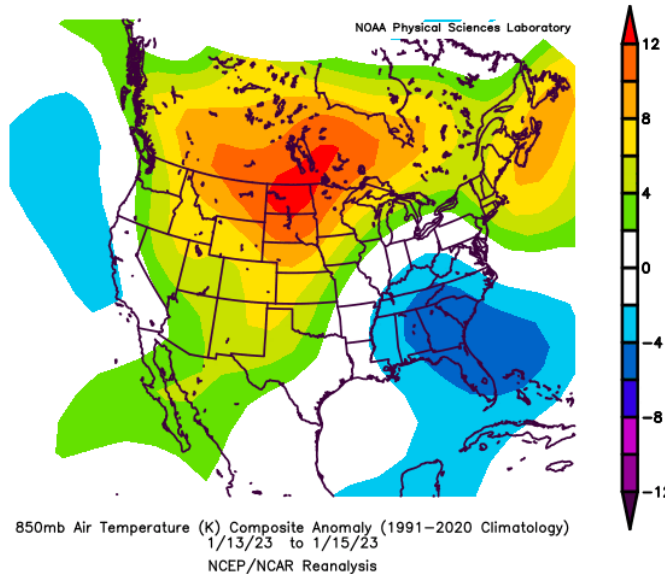 NOAA Physical Sciences Laboratory
12
8
4
0
-4
-8
-12
850mb Air Temperature (K) Composite Anomaly (1991-2020 Climatology)
1/13/23 to 1/15/23
NCEP/NCAR Reanalysis